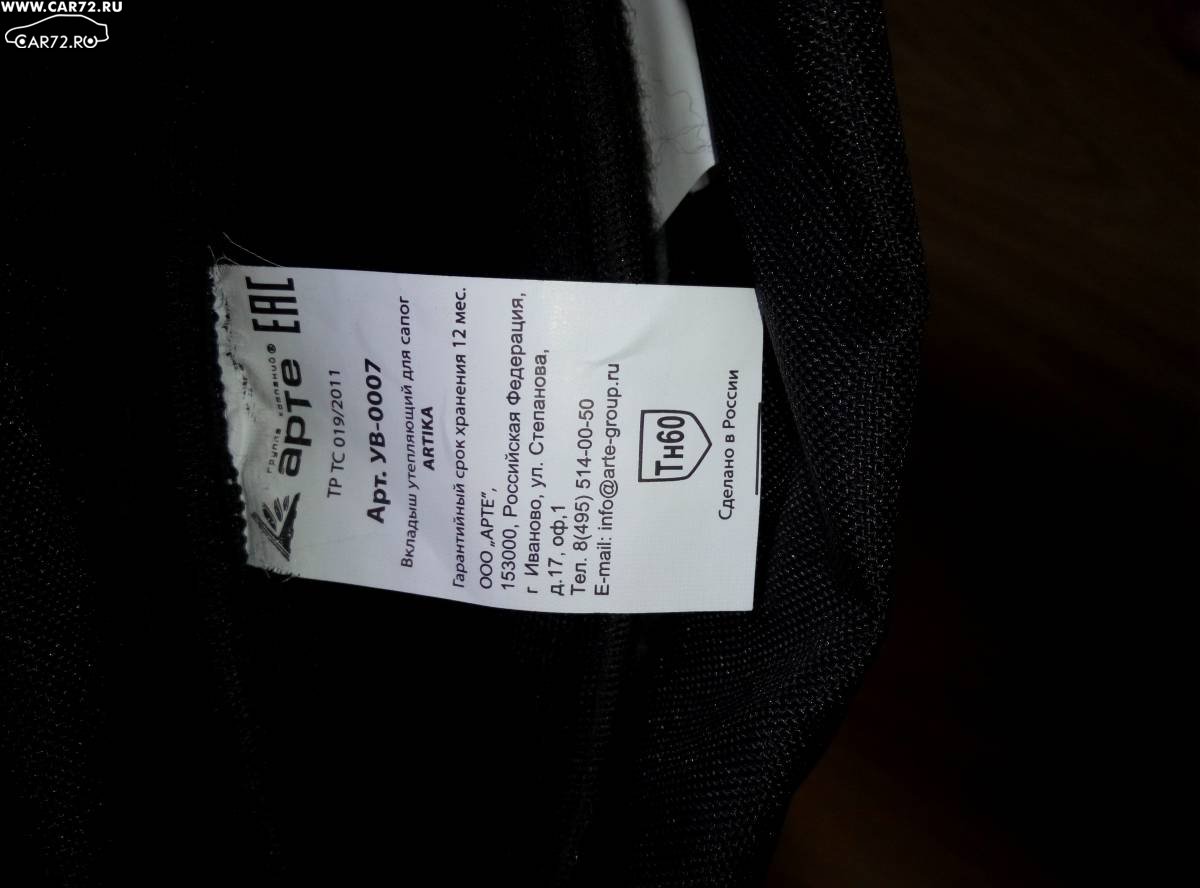 WWW.CAR72.RU
CAR72.RU
группа компаний®
арте
EAC
ТР ТС 019/2011
Арт. УВ-0007
Вкладыш утепляющий для сапог
ARTIKA
Гарантийный срок хранения 12 мес.
ООО „АРТЕ”,
153000, Российская Федерация,
г Иваново, ул. Степанова,
д.17, оф,1
Тел. 8(495) 514-00-50
E-mail: info@arte-group.ru
Тн60
Сделано в России